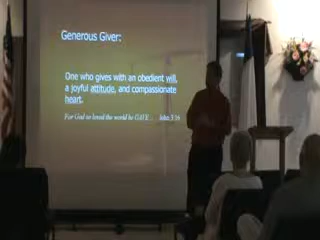 Generous Giver:
One who gives with an obedient will,
a joyful attitude, and compassionate
heart.
For God so loved the world he GAVE . . . John 3:16